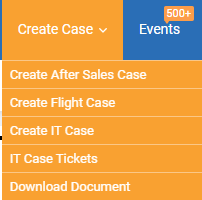 500+
Create Case
Events
Create After Sales Case
Create Flight Case
Create IT Case
IT Case Tickets
Download Document